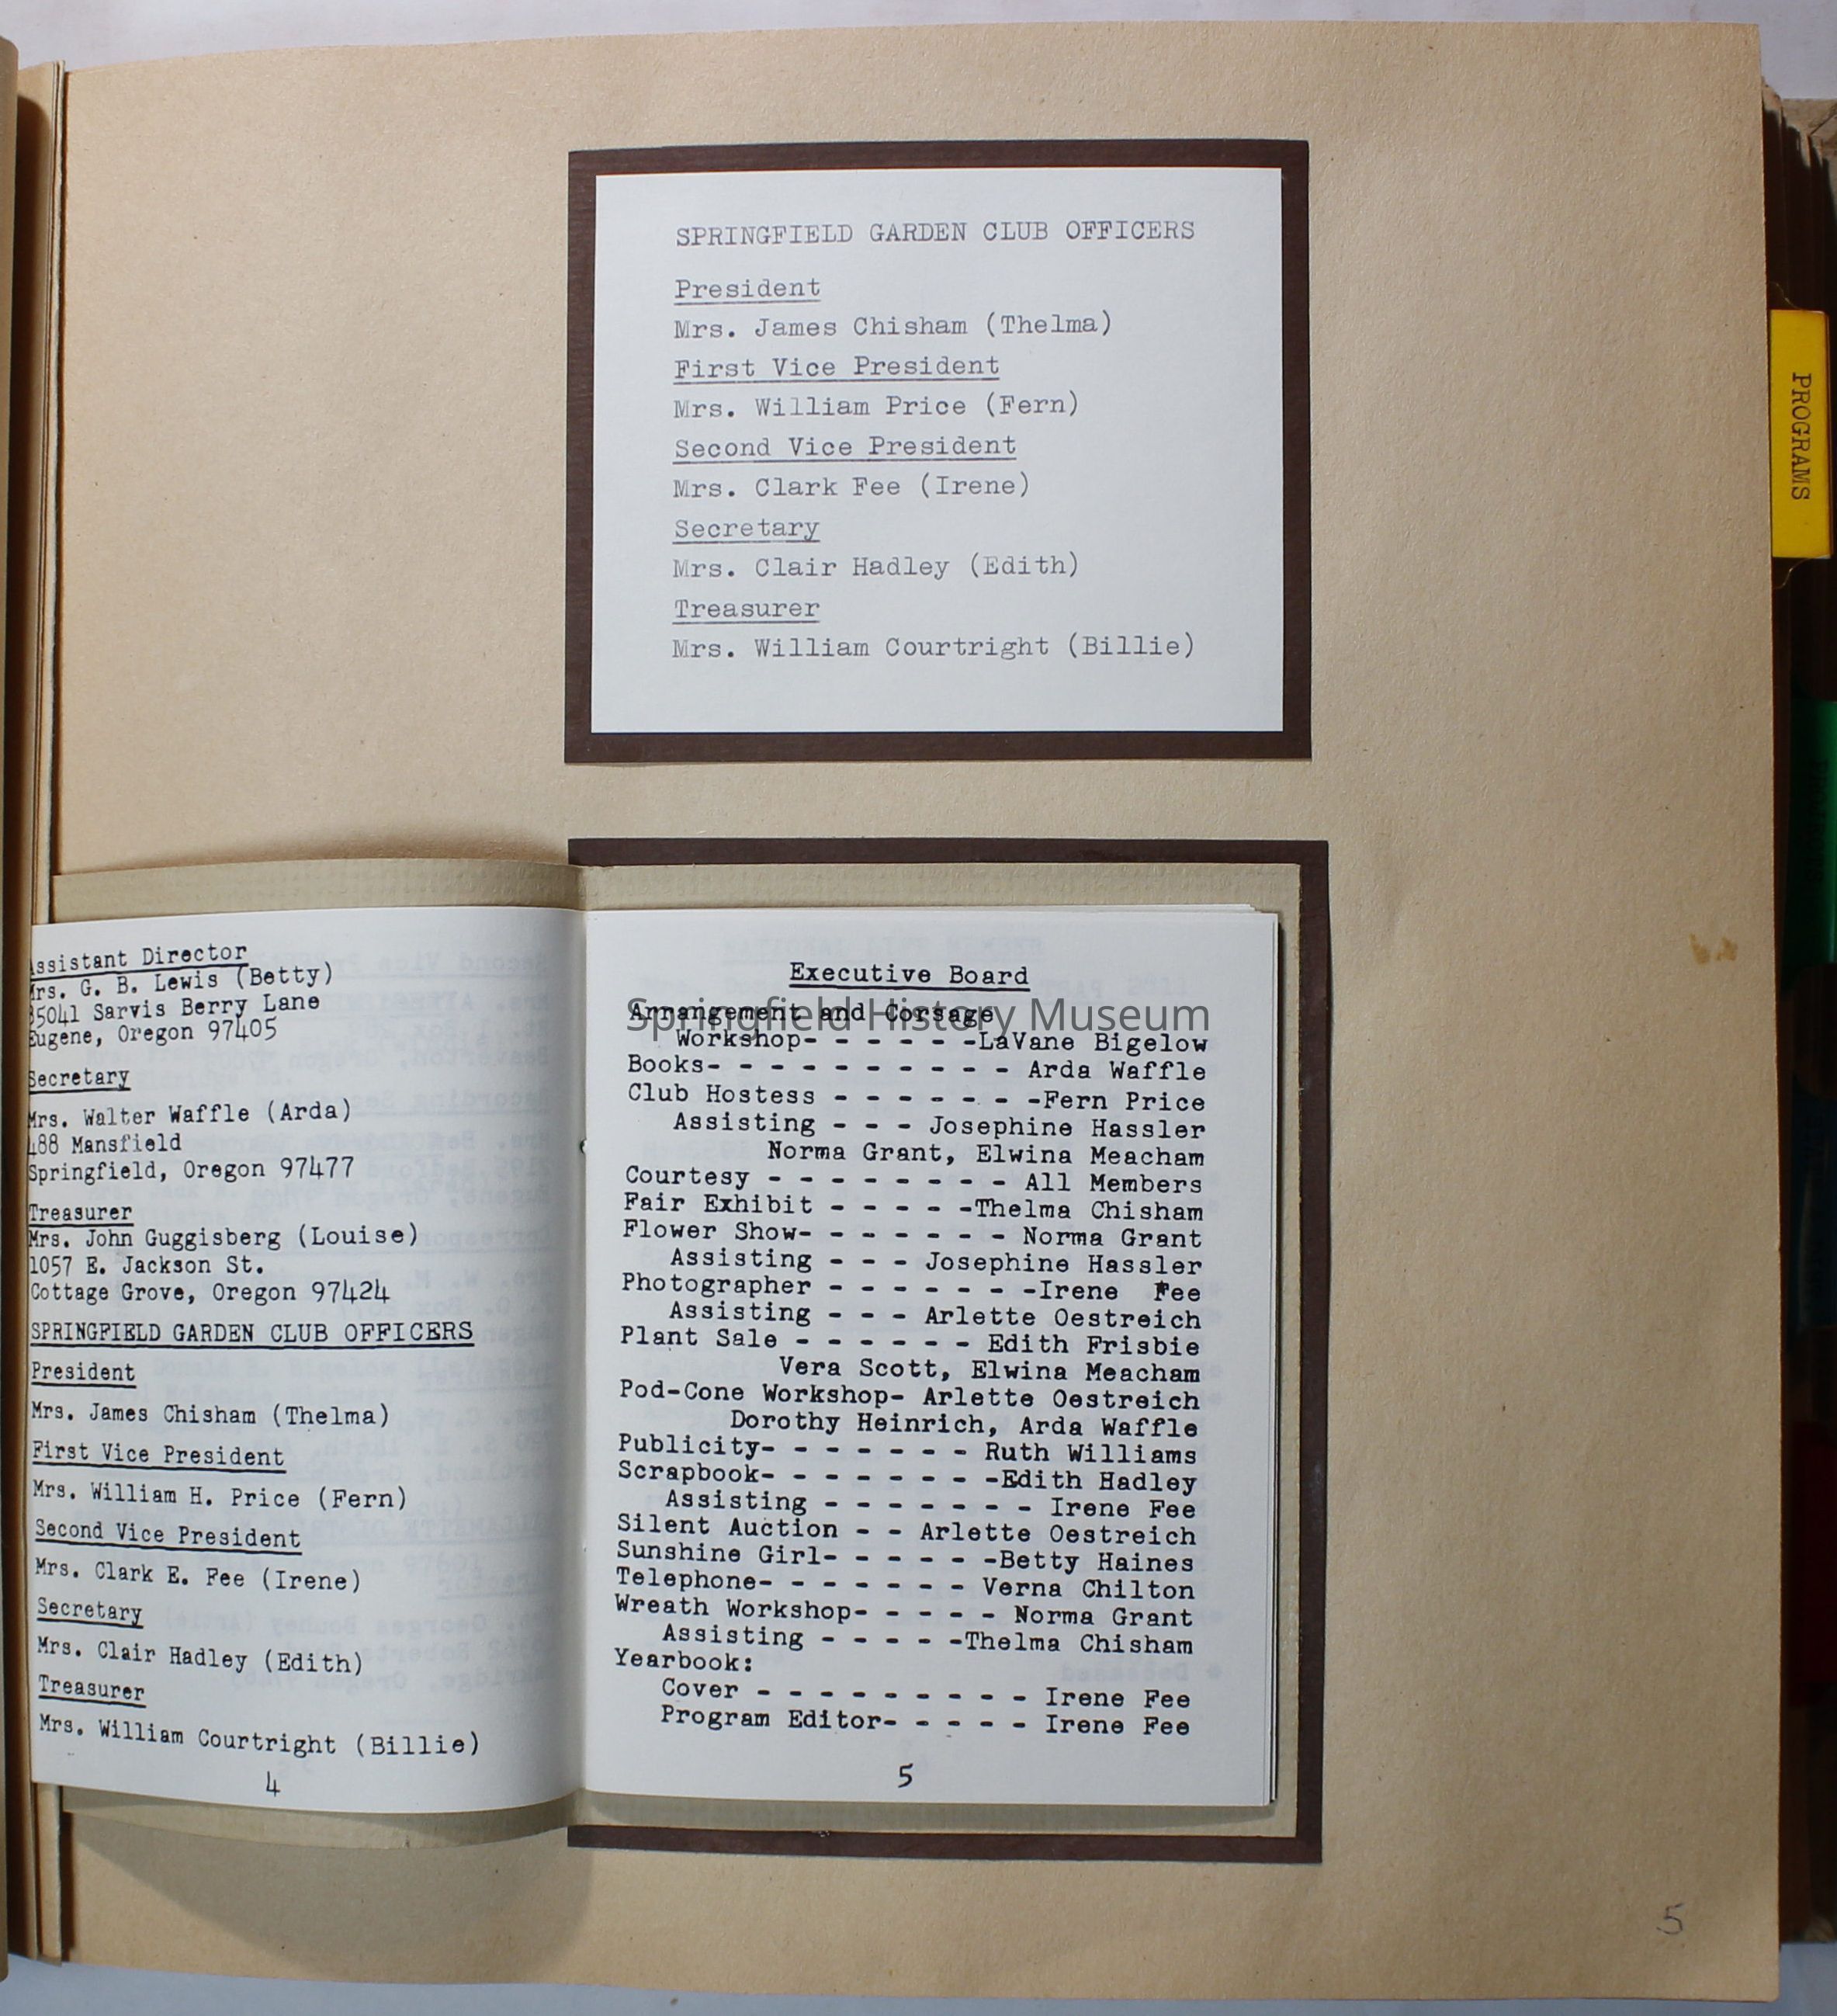 SPRINGFIELD GARDEN CLUB OFFICERS
President
Mrs. James Chisham (Thelma)
First Vice President
Mrs. William Price (Fern)
Second Vice President
Mrs. Clark Fee (Irene)
Secretary
Mrs. Clair Hadley (Edith)
Treasurer
Mrs. William Courtright (Billie)
PROGRAMS
Assistant Director
Mrs. G. B. Lewis (Betty)
85041 Sarvis Berry Lane
Eugene, Oregon 97405
Secretary
Mrs. Walter Waffle (Arda)
488 Mansfield
Springfield, Oregon 97477
Treasurer
Mrs. John Guggisberg (Louise)
1057 E. Jackson St.
Cottage Grove, Oregon 97424
SPRINGFIELD GARDEN CLUB OFFICERS
President
Mrs. James Chisham (Thelma)
First Vice President
Mrs. William H. Price (Fern)
Second Vice President
Mrs. Clark E. Fee (Irene)
Secretary
Mrs. Clair Hadley (Edith)
Treasurer
Mrs. William Courtright (Billie)
4
Executive Board
Springfield History Museum
Arrangement and Corsage
Workshop- - - - - -LaVane Bigelow
Books- - - - - - - - - - Arda Waffle
Club Hostess - - - - - - -Fern Price
Assisting - - - Josephine Hassler
Norma Grant, Elwina Meacham
Courtesy - - - - - - - - All Members
Fair Exhibit - - - - -Thelma Chisham
Flower Show- - - - - - - Norma Grant
Assisting - - - Josephine Hassler
Photographer - - - - - - -Irene Fee
Assisting - - - Arlette Oestreich
Plant Sale - - - - - - Edith Frisbie
Vera Scott, Elwina Meacham
Pod-Cone Workshop- Arlette Oestreich
Dorothy Heinrich, Arda Waffle
Publicity- - - - - - - Ruth Williams
Scrapbook- - - - - - - -Edith Hadley
Assisting - - - - - - - Irene Fee
Silent Auction - - Arlette Oestreich
Sunshine Girl- - - - - -Betty Haines
Telephone- - - - - - - Verna Chilton
Wreath Workshop- - - - - Norma Grant
Assisting - - - - -Thelma Chisham
Yearbook:
Cover - - - - - - - - - Irene Fee
Program Editor- - - - - Irene Fee
5
5